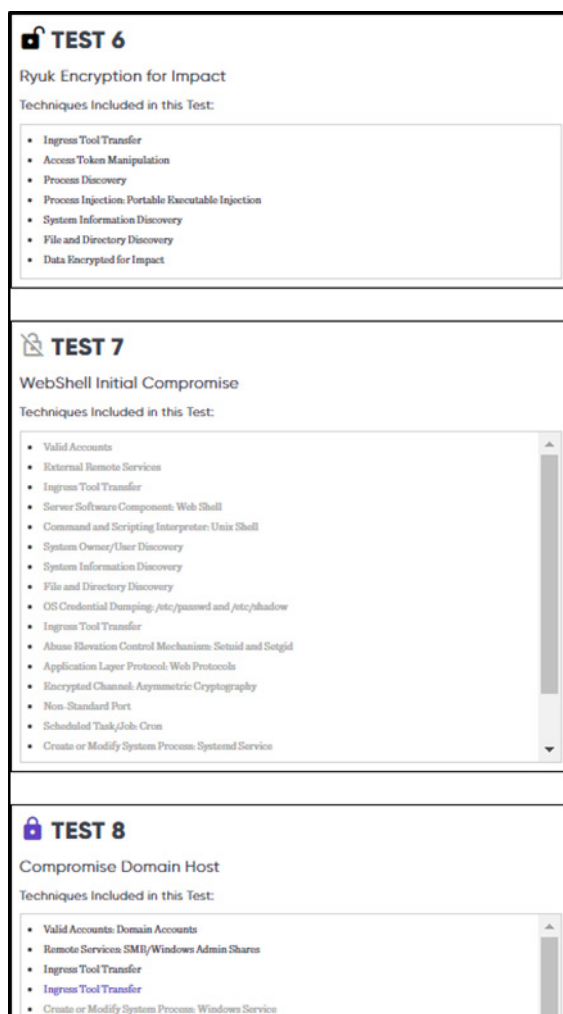 TEST 6
Ryuk Encryption for Impact
Techniques Included in this Test:
Ingress Tool Transfer
Access Token Manipulation
Process Discovery
Process Injection: Portable Executable Injection
System Information Discovery
File and Directory Discovery
Data Encrypted for Impact
TEST 7
WebShell Initial Compromise
Techniques Included in this Test:
Valid Accounts
External Remote Services
Ingress Tool Transfer
Server Software Component: Web Shell
Command and Scripting Interpreter: Unix Shell
System Owner/User Discovery
System Information Discovery
File and Directory Discovery
OS Credential Dumping: /etc/passwd and /etc/shadow
Ingress Tool Transfer
Abuse Elevation Control Mechanism: Setuid and Setgid
Application Layer Protocol: Web Protocols
Encrypted Channel: Asymmetric Cryptography
Non-Standard Port
Scheduled Task/Job: Cron
Create or Modify System Process: Systemd Service
TEST 8
Compromise Domain Host
Techniques Included in this Test:
Valid Accounts: Domain Accounts
Remote Services: SMB/Windows Admin Shares
Ingress Tool Transfer
Ingress Tool Transfer
Create or Modify System Process: Windows Service